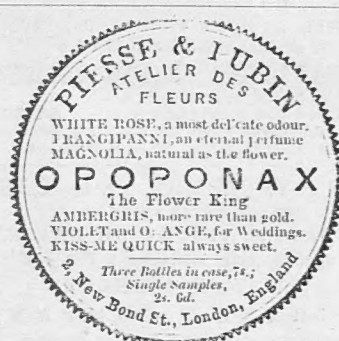 PIESSE & LUBIN
ATELIER DES
FLEURS
WHITE ROSE, a most delicate odour.
FRANGIPANNI, an eternal perfume
MAGNOLIA, natural as the flower.
OPOPONAX
The Flower King
AMBERGRIS, more rare than gold.
VIOLET and ORANGE, for Weddings.
KISS-ME QUICK always sweet.
Three Bottles in case, 7s.;
Single Samples,
2s. 6d.
2, New Bond St., London, England